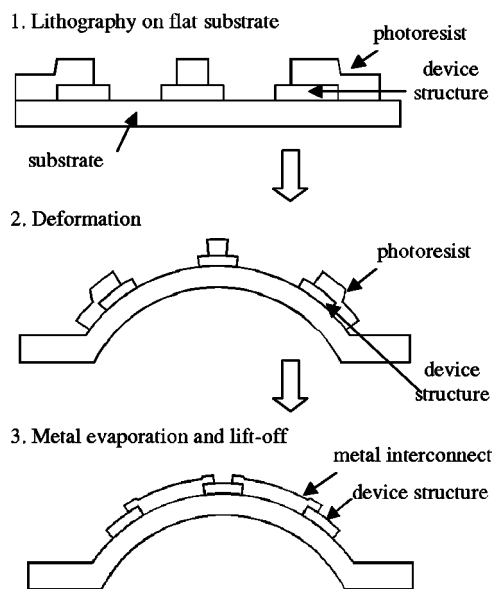 1. Lithography on flat substrate
photoresist
device
structure
substrate
2. Deformation
photoresist
device
structure
3. Metal evaporation and lift-off
metal interconnect
device structure